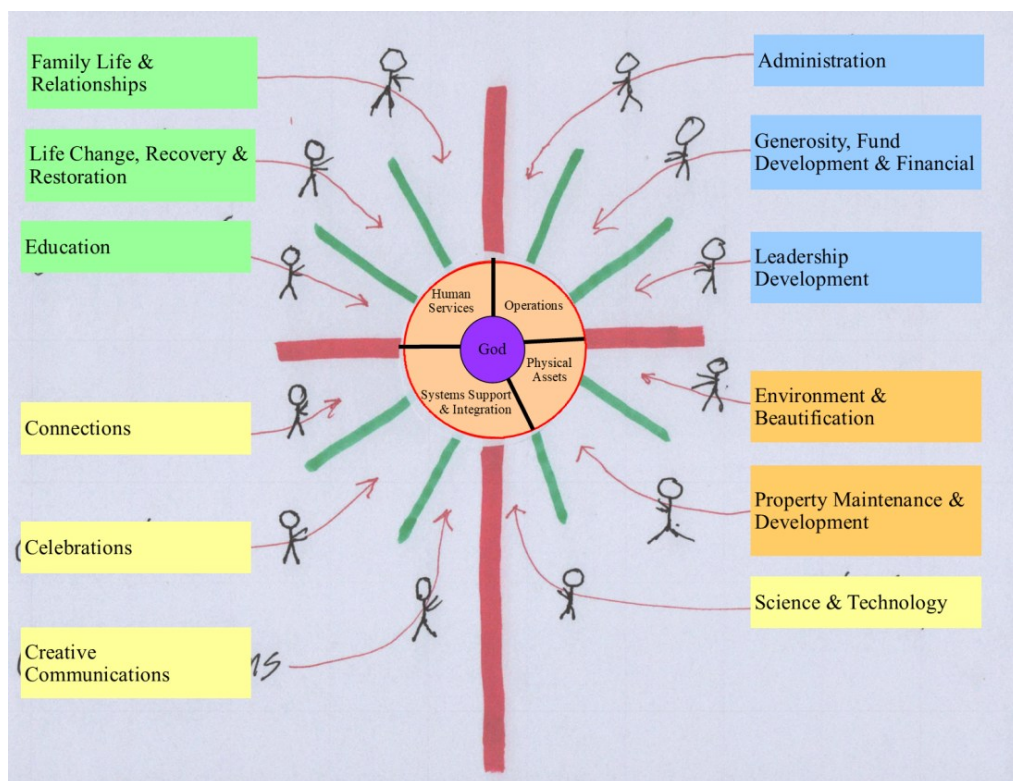 Family Life &
Relationships
Administration
Life Change, Recovery &
Restoration
Generosity, Fund
Development & Financial
Education
Leadership
Development
Human
Services
Operations
God
Physical
Assets
Systems Support
& Integration
Connections
Environment &
Beautification
Celebrations
Property Maintenance &
Development
Science & Technology
Creative
Communications